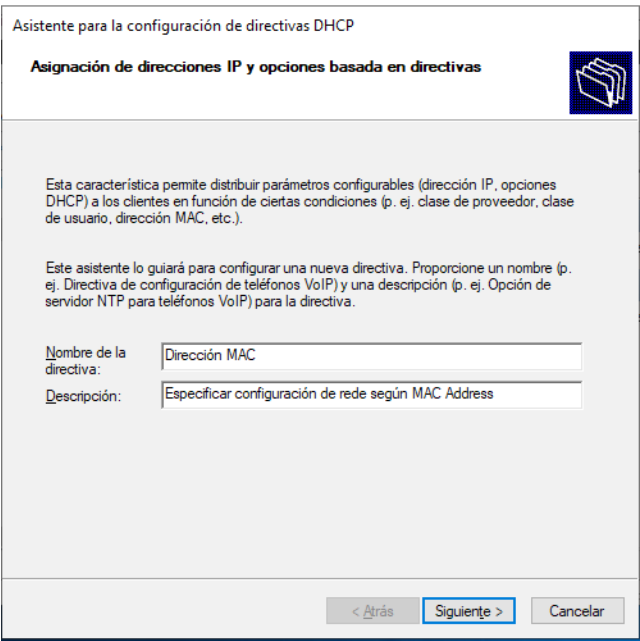 Asistente para la configuración de directivas DHCP
Asignación de direcciones IP y opciones basada en directivas
Esta característica permite distribuir parámetros configurables (dirección IP, opciones
DHCP) a los clientes en función de ciertas condiciones (p. ej. clase de proveedor, clase
de usuario, dirección MAC, etc.).
Este asistente lo guiará para configurar una nueva directiva. Proporcione un nombre (p.
ej. Directiva de configuración de teléfonos VoIP) y una descripción (p. ej. Opción de
servidor NTP para teléfonos VoIP) para la directiva.
Nombre de la
directiva:
Dirección MAC
Descripción:
Especificar configuración de rede según MAC Address
< Atrás
Siguiente >
Cancelar